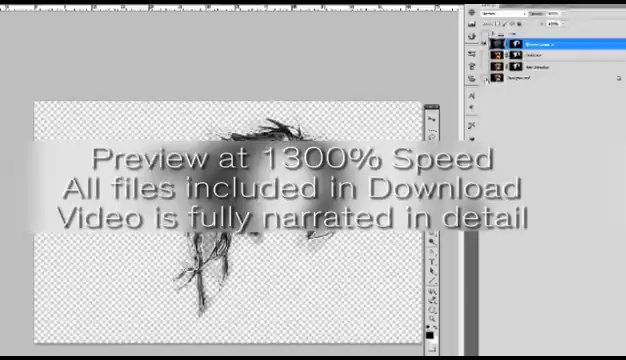 Preview at 1300% Speed
All files included in Download
Video is fully narrated in detail